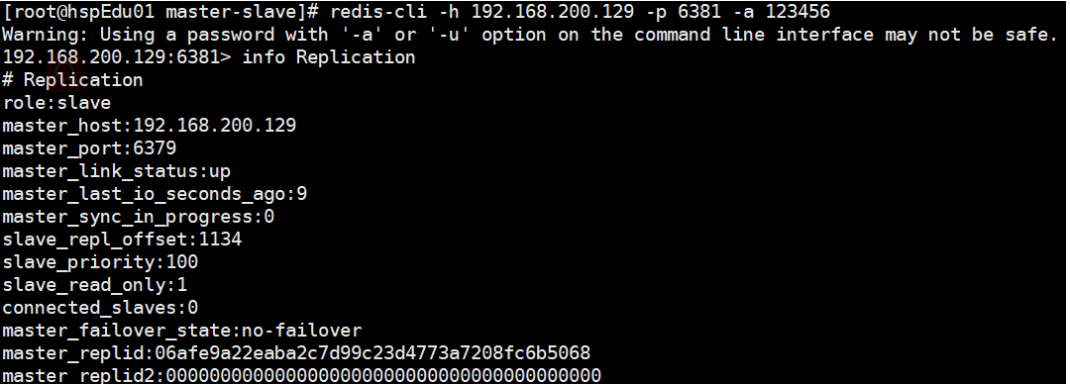 [root@hspEdu01 master-slave]# redis-cli -h 192.168.200.129 -p 6381 -a 123456
Warning: Using a password with '-a' or '-u' option on the command line interface may not be safe.
192.168.200.129:6381> info Replication
# Replication
role:slave
master_host:192.168.200.129
master_port:6379
master_link_status:up
master_last_io_seconds_ago:9
master_sync_in_progress:0
slave_repl_offset:1134
slave_priority:100
slave_read_only:1
connected_slaves:0
master_failover_state:no-failover
master_replid:06afe9a22eaba2c7d99c23d4773a7208fc6b5068
master_replid2:0000000000000000000000000000000000000000